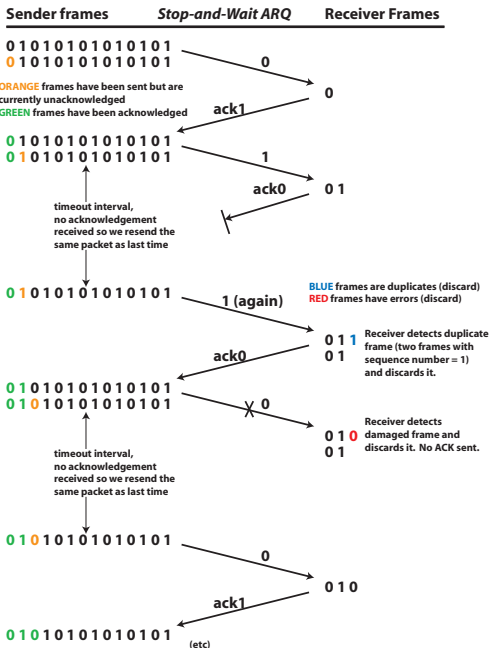 Sender frames Stop-and-Wait ARQ Receiver Frames
0 1 0 1 0 1 0 1 0 1 0 1 0 1
0 1 0 1 0 1 0 1 0 1 0 1 0 1
0
ORANGE frames have been sent but are
currently unacknowledged
GREEN frames have been acknowledged
0
ack1
0 1 0 1 0 1 0 1 0 1 0 1 0 1
0 1 0 1 0 1 0 1 0 1 0 1 0 1
1
ack0
0 1
timeout interval,
no acknowledgement
received so we resend the
same packet as last time
BLUE frames are duplicates (discard)
RED frames have errors (discard)
0 1 0 1 0 1 0 1 0 1 0 1 0 1
1 (again)
0 1 1
0 1
Receiver detects duplicate
frame (two frames with
sequence number = 1)
and discards it.
ack0
0 1 0 1 0 1 0 1 0 1 0 1 0 1
0 1 0 1 0 1 0 1 0 1 0 1 0 1
0
0 1 0
0 1
Receiver detects
damaged frame and
discards it. No ACK sent.
timeout interval,
no acknowledgement
received so we resend the
same packet as last time
0 1 0 1 0 1 0 1 0 1 0 1 0 1
0
0 1 0
ack1
0 1 0 1 0 1 0 1 0 1 0 1 0 1
(etc)